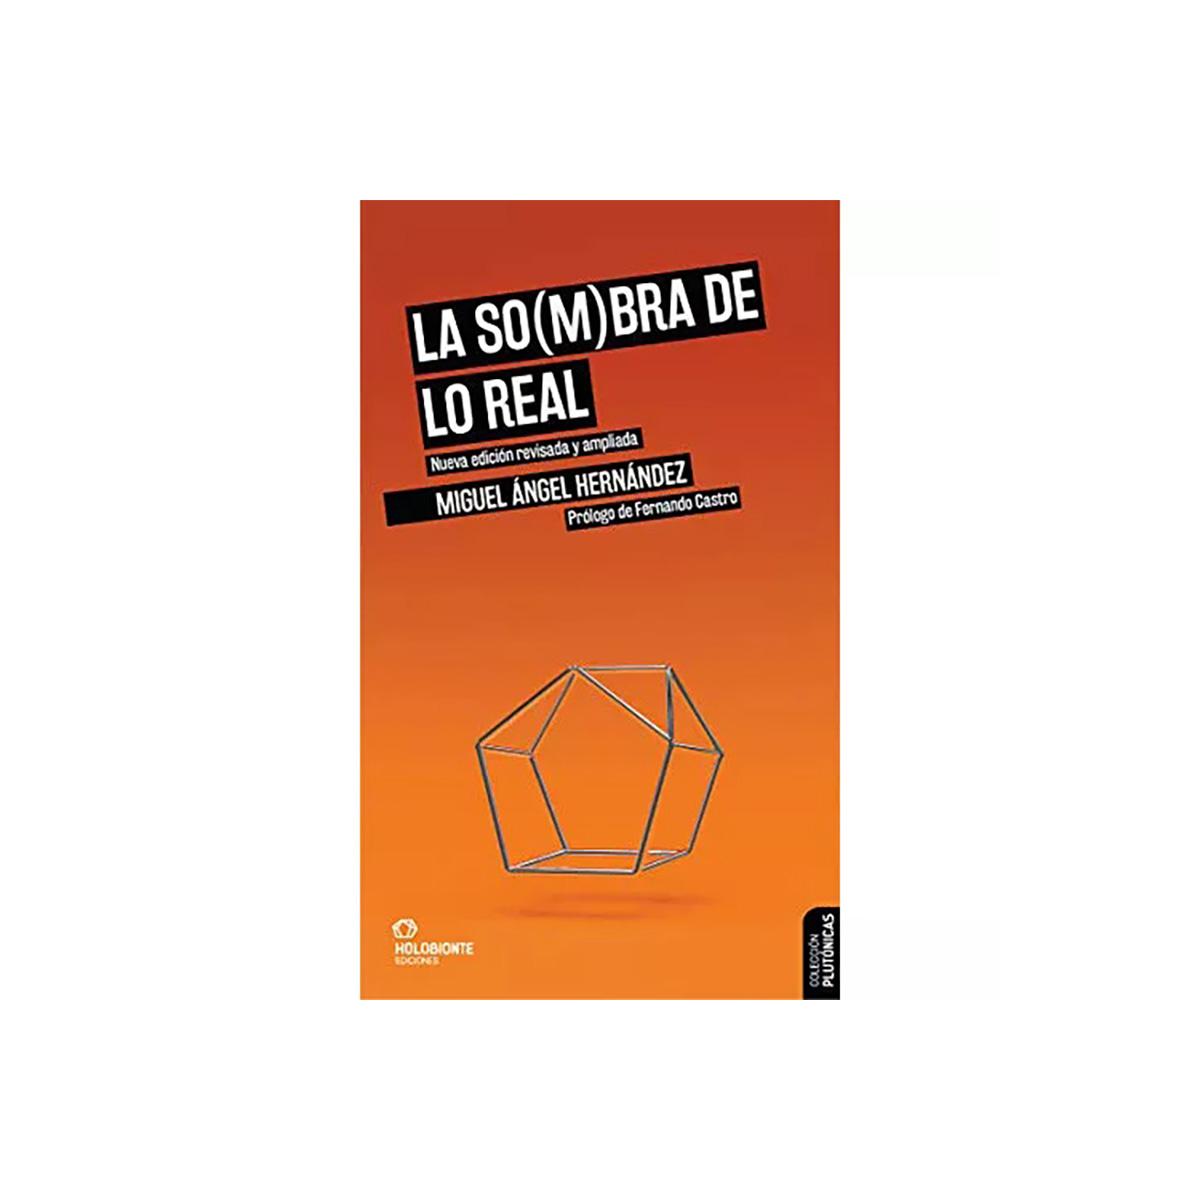 LA SO(M)BRA DE
LO REAL
Nueva edición revisada y ampliada
MIGUEL ÁNGEL HERNÁNDEZ
Prólogo de Fernando Castro
HOLOBIONTE
EDICIONES
COLECCIÓN
PLUTÓNICAS